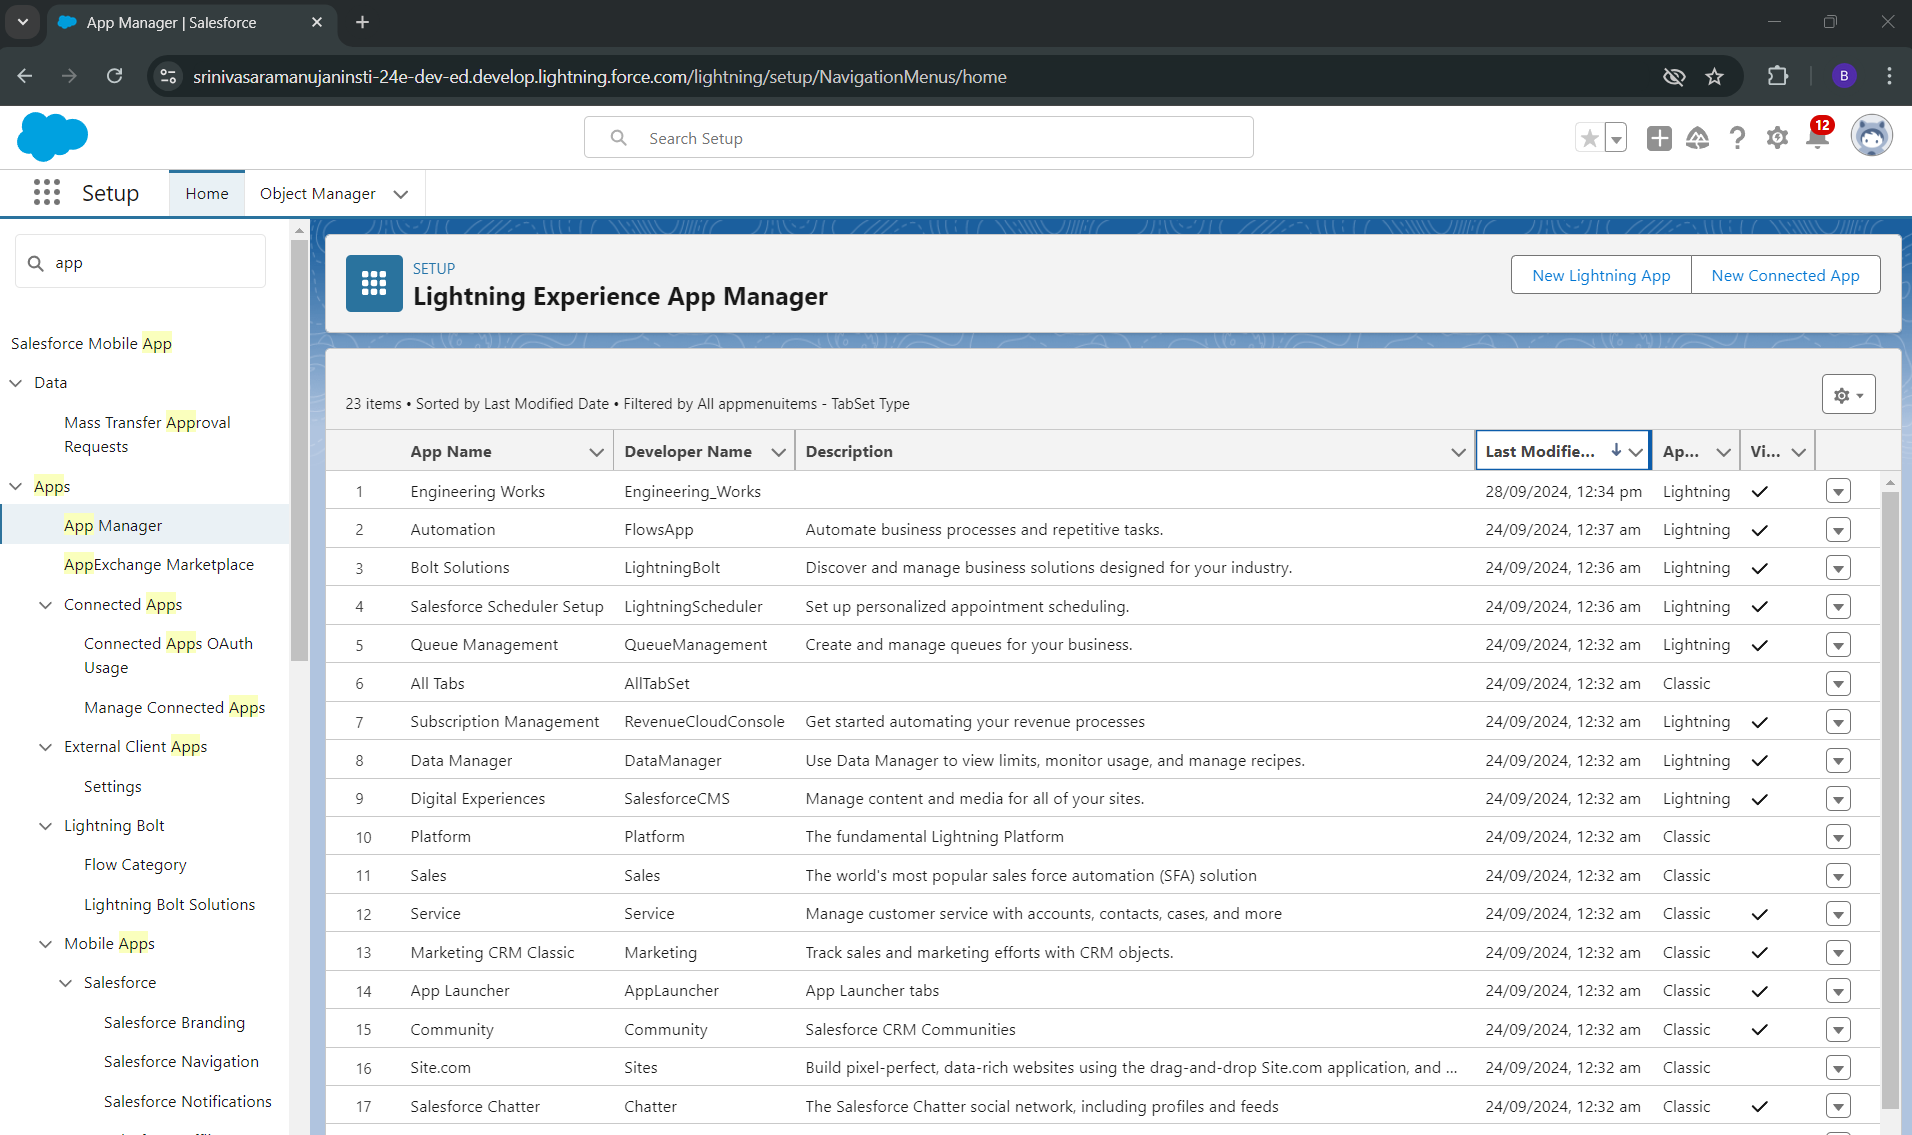 App Manager | Salesforce
srinivasaramanujaninsti-24e-dev-ed.develop.lightning.force.com/lightning/setup/NavigationMenus/home
B
Search Setup
12
Setup
Home
Object Manager
app
Salesforce Mobile App
Data
Mass Transfer Approval
Requests
Apps
App Manager
AppExchange Marketplace
Connected Apps
Connected Apps OAuth
Usage
Manage Connected Apps
External Client Apps
Settings
Lightning Bolt
Flow Category
Lightning Bolt Solutions
Mobile Apps
Salesforce
Salesforce Branding
Salesforce Navigation
Salesforce Notifications
SETUP
Lightning Experience App Manager
New Lightning App
New Connected App
23 items • Sorted by Last Modified Date • Filtered by All appmenuitems - TabSet Type
App Name Developer Name Description Last Modifie... Ap... Vi...
1 Engineering Works Engineering_Works 28/09/2024, 12:34 pm Lightning
2 Automation FlowsApp Automate business processes and repetitive tasks. 24/09/2024, 12:37 am Lightning
3 Bolt Solutions LightningBolt Discover and manage business solutions designed for your industry. 24/09/2024, 12:36 am Lightning
4 Salesforce Scheduler Setup LightningScheduler Set up personalized appointment scheduling. 24/09/2024, 12:36 am Lightning
5 Queue Management QueueManagement Create and manage queues for your business. 24/09/2024, 12:32 am Lightning
6 All Tabs AllTabSet 24/09/2024, 12:32 am Classic
7 Subscription Management RevenueCloudConsole Get started automating your revenue processes 24/09/2024, 12:32 am Lightning
8 Data Manager DataManager Use Data Manager to view limits, monitor usage, and manage recipes. 24/09/2024, 12:32 am Lightning
9 Digital Experiences SalesforceCMS Manage content and media for all of your sites. 24/09/2024, 12:32 am Lightning
10 Platform Platform The fundamental Lightning Platform 24/09/2024, 12:32 am Classic
11 Sales Sales The world's most popular sales force automation (SFA) solution 24/09/2024, 12:32 am Classic
12 Service Service Manage customer service with accounts, contacts, cases, and more 24/09/2024, 12:32 am Classic
13 Marketing CRM Classic Marketing Track sales and marketing efforts with CRM objects. 24/09/2024, 12:32 am Classic
14 App Launcher AppLauncher App Launcher tabs 24/09/2024, 12:32 am Classic
15 Community Community Salesforce CRM Communities 24/09/2024, 12:32 am Classic
16 Site.com Sites Build pixel-perfect, data-rich websites using the drag-and-drop Site.com application, and ... 24/09/2024, 12:32 am Classic
17 Salesforce Chatter Chatter The Salesforce Chatter social network, including profiles and feeds 24/09/2024, 12:32 am Classic